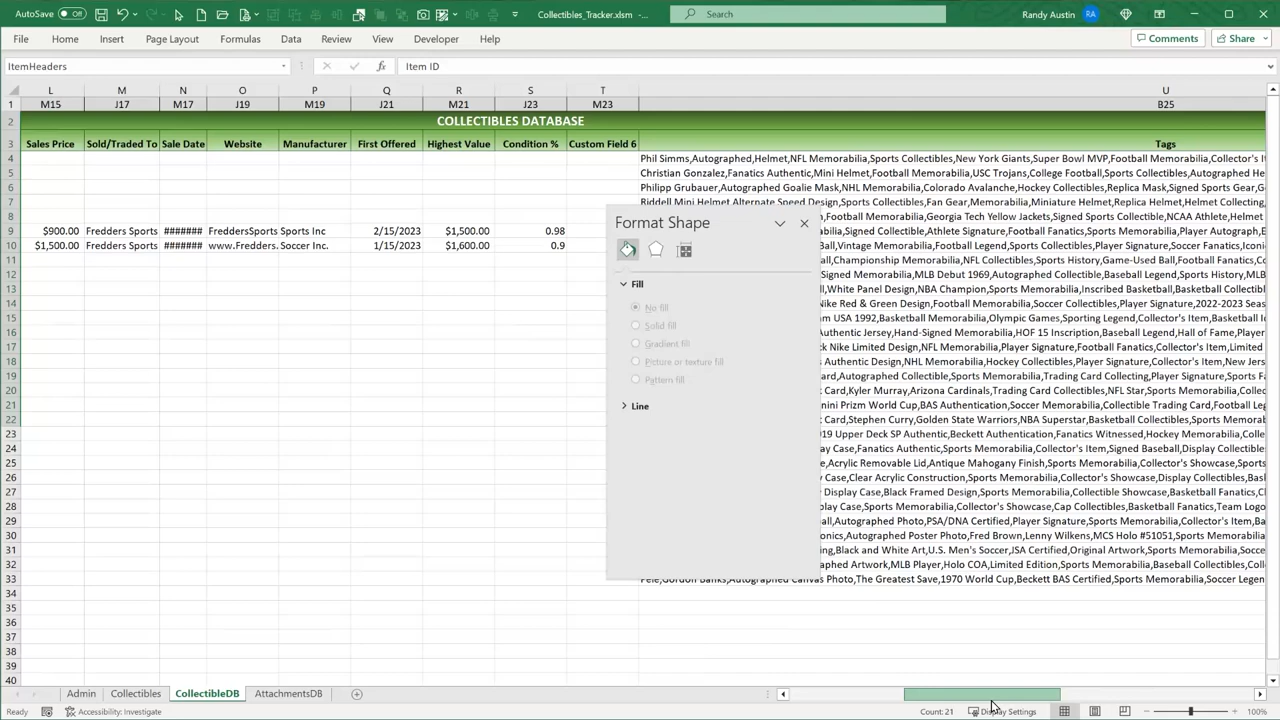 AutoSave Off Collectibles_Tracker.xlsm -... Search Randy Austin RA
File Home Insert Page Layout Formulas Data Review View Developer Help Comments Share
ItemHeaders fx Item ID
L M N O P Q R S T U
1 M15 J17 M17 J19 M19 J21 M21 J23 M23 B25
2 COLLECTIBLES DATABASE
3 Sales Price Sold/Traded To Sale Date Website Manufacturer First Offered Highest Value Condition % Custom Field 6 Tags
4 Phil Simms,Autographed,Helmet,NFL Memorabilia,Sports Collectibles,New York Giants,Super Bowl MVP,Football Memorabilia,Collector's It
5 Christian Gonzalez,Fanatics Authentic,Mini Helmet,Football Memorabilia,USC Trojans,College Football,Sports Collectibles,Autographed He
6 Philipp Grubauer,Autographed Goalie Mask,NHL Memorabilia,Colorado Avalanche,Hockey Collectibles,Replica Mask,Signed Sports Gear,G
7 Riddell Mini Helmet Alternate Speed Design,Sports Collectibles,Fan Gear,Memorabilia,Miniature Helmet,Football Memorabilia,Helmet Collecting,
8 Football Memorabilia,Georgia Tech Yellow Jackets,Signed Sports Collectible,NCAA Athlete,
9 $900.00 Fredders Sports ####### FreddersSports Sports Inc 2/15/2023 $1,500.00 0.98 Collectible,Signed Athlete,Signature Football,Football Memorabilia,Player Signature,Autograph,
10 $1,500.00 Fredders Sports ####### www.Fredders. Soccer Inc. 1/15/2023 $1,600.00 0.9 Vintage Memorabilia,Football Legend,Sports Collectibles,Player Signature,Soccer Fanatics,Iconic
11 Championship Memorabilia,NFL Collectibles,Sports History,Game-Used Ball,Football Fanatics,C
12 Signed Memorabilia,MLB Debut 1969,Autographed Collectible,Baseball Legend,Sports History,
13 l,White Panel Design,NBA Champion,Sports Memorabilia,Inscribed Basketball,Basketball Collect
14 Nike Red & Green Design,Football Memorabilia,Soccer Collectibles,Player Signature,2022-2023 Seas
15 am USA 1992,Basketball Memorabilia,Olympic Games,Sporting Legend,Collector's Item,Basketball
16 uthentic Jersey,Hand-Signed Memorabilia,HOF 15 Inscription,Baseball Legend,Hall of Fame,Player
17 k Nike Limited Design,NFL Memorabilia,Player Signature,Football Fanatics,Collector's Item,Limited
18 s Authentic Design,NHL Memorabilia,Hockey Collectibles,Player Signature,Collector's Item,New Jers
19 rading Card,Autographed Collectible,Sports Memorabilia,Trading Card Collecting,Player Signature,
20 t Card,Kyler Murray,Arizona Cardinals,Trading Card Collectibles,NFL Star,Sports Memorabilia,
21 nini Prizm World Cup,BAS Authentication,Soccer Memorabilia,Collectible Trading Card,Football Leg
22 Card,Stephen Curry,Golden State Warriors,NBA Superstar,Basketball Collectibles,Sports Memorabil
23 019 Upper Deck SP Authentic,Beckett Authentication,Fanatics Witnessed,Hockey Memorabilia,
24 lay Case,Fanatics Authentic,Sports Memorabilia,Collector's Item,Signed Baseball,Display Collectibles
25 e,Acrylic Removable Lid,Antique Mahogany Finish,Sports Memorabilia,Collector's Showcase,Sports
26 y Case,Clear Acrylic Construction,Sports Memorabilia,Collector's Showcase,Display Collectibles,
27 Display Case,Black Framed Design,Sports Memorabilia,Collectible Showcase,Basketball Fanatics,C
28 play Case,Sports Memorabilia,Collector's Showcase,Cap Collectibles,Basketball Fanatics,Team Logo
29 all,Autographed Photo,PSA/DNA Certified,Player Signature,Sports Memorabilia,Collector's Item,Ba
30 onics,Autographed Poster Photo,Fred Brown,Lenny Wilkens,MCS Holo #51051,Sports Memorabilia,
31 ing,Black and White Art,U.S. Men's Soccer,JSA Certified,Original Artwork,Sports Memorabilia,Socce
32 ographed Artwork,MLB Player,Holo COA,Limited Edition,Sports Memorabilia,Autographed Collectib
33 Pele,Gordon Banks,Autographed Canvas Photo,The Greatest Save,1970 World Cup,Beckett BAS Certified,Sports Memorabilia,Soccer Legen
34
35
36
37
38
39
40
Format Shape
Fill
No fill
Solid fill
Gradient fill
Picture or texture fill
Pattern fill
Line
Admin Collectibles CollectibleDB AttachmentsDB
Accessibility: Investigate Count: 21 Display Settings 100%